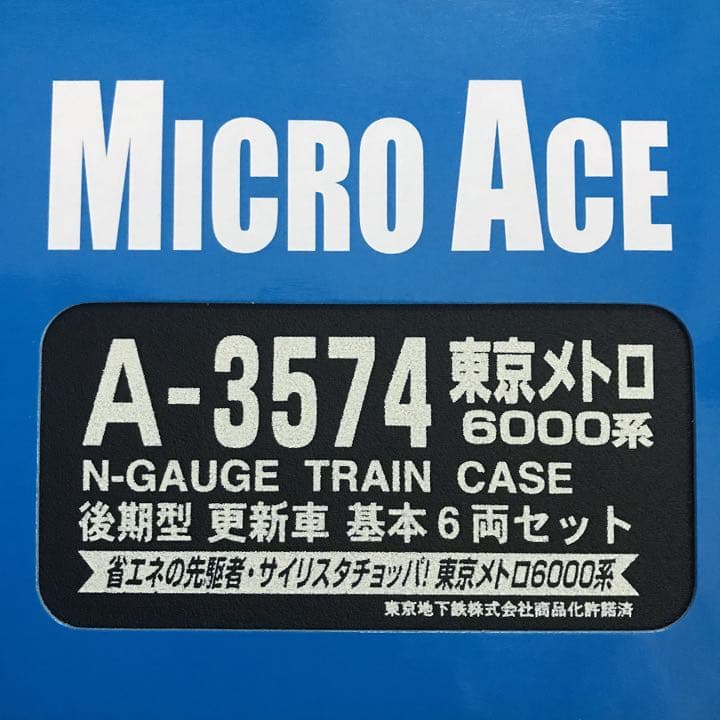 MICRO ACE
A-3574 東京メトロ
6000系
N-GAUGE TRAIN CASE
後期型 更新車 基本6両セット
省エネの先駆者・サイリスタチョッパ! 東京メトロ6000系
東京地下鉄株式会社商品化許諾済